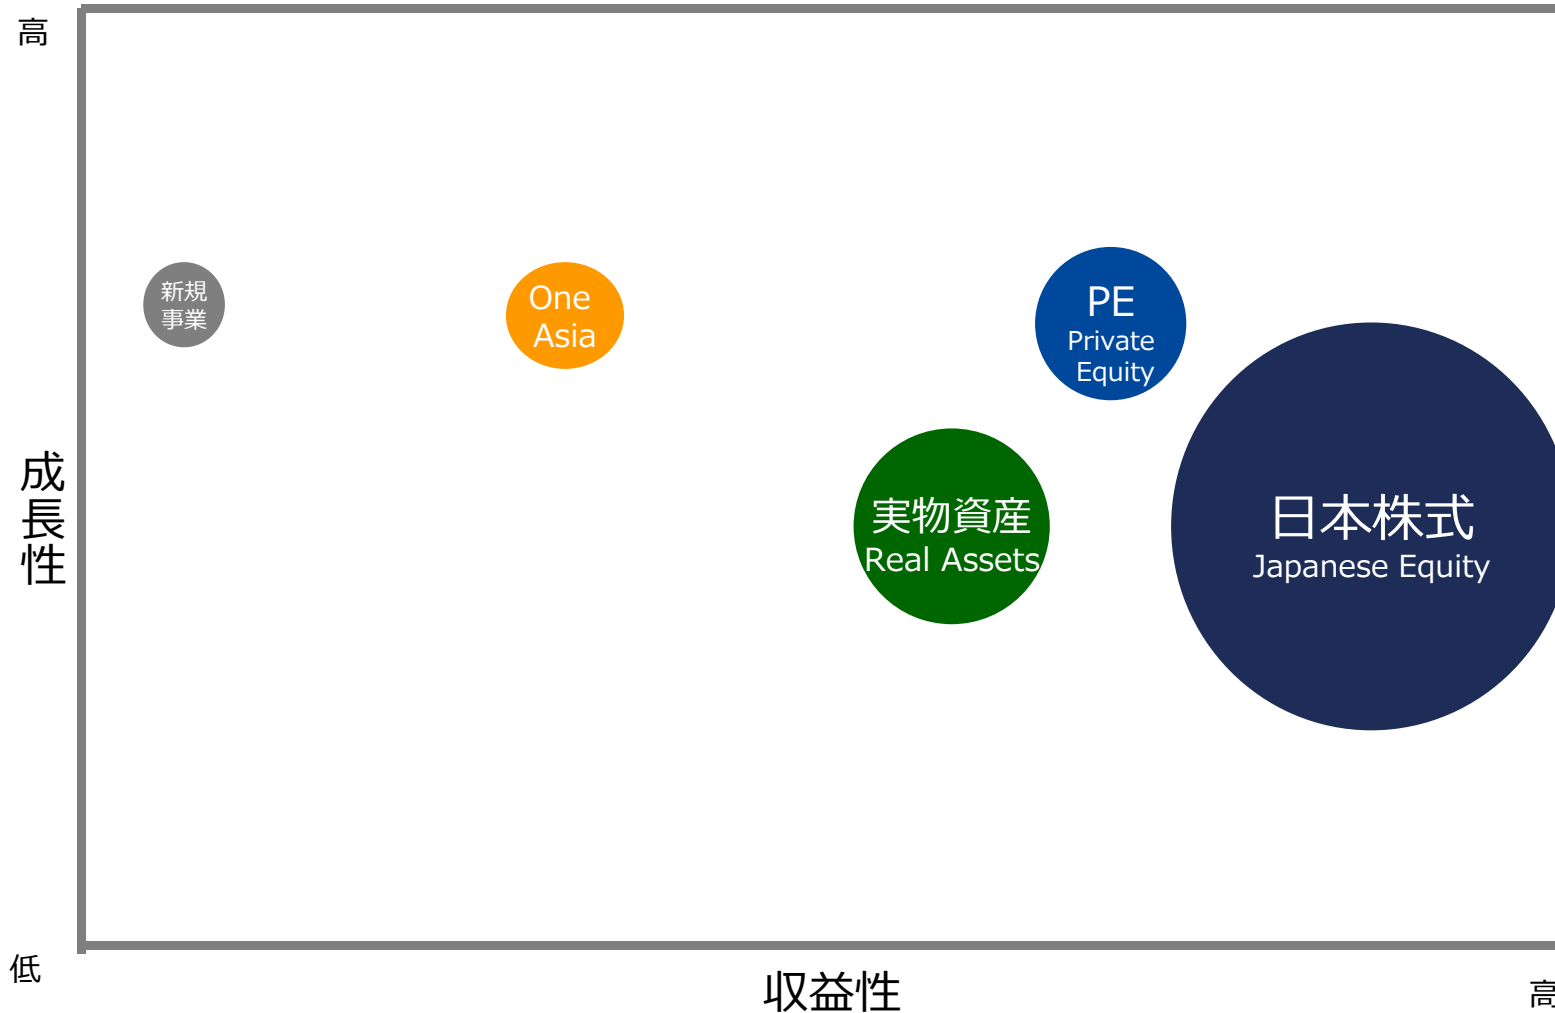 高
新規
事業
One
Asia
PE
Private
Equity
実物資産
Real Assets
日本株式
Japanese Equity
成長性
低
収益性
高